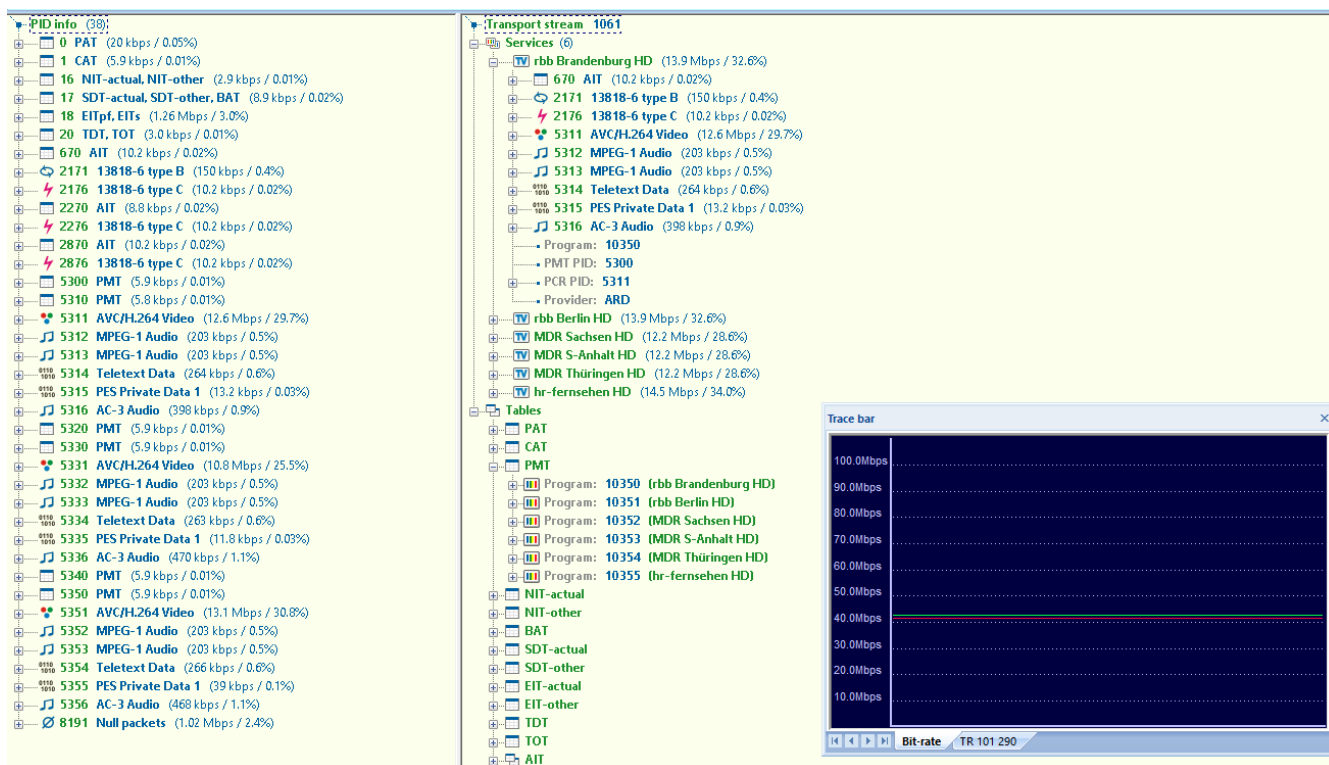 PID info (38)
0 PAT (20 kbps / 0.05%)
1 CAT (5.9 kbps / 0.01%)
16 NIT-actual, NIT-other (2.9 kbps / 0.01%)
17 SDT-actual, SDT-other, BAT (8.9 kbps / 0.02%)
18 EITpf, EITs (1.26 Mbps / 3.0%)
20 TDT, TOT (3.0 kbps / 0.01%)
670 AIT (10.2 kbps / 0.02%)
2171 13818-6 type B (150 kbps / 0.4%)
2176 13818-6 type C (10.2 kbps / 0.02%)
2270 AIT (8.8 kbps / 0.02%)
2276 13818-6 type C (10.2 kbps / 0.02%)
2870 AIT (10.2 kbps / 0.02%)
2876 13818-6 type C (10.2 kbps / 0.02%)
5300 PMT (5.9 kbps / 0.01%)
5310 PMT (5.8 kbps / 0.01%)
5311 AVC/H.264 Video (12.6 Mbps / 29.7%)
5312 MPEG-1 Audio (203 kbps / 0.5%)
5313 MPEG-1 Audio (203 kbps / 0.5%)
0110 1010 5314 Teletext Data (264 kbps / 0.6%)
0110 1010 5315 PES Private Data 1 (13.2 kbps / 0.03%)
5316 AC-3 Audio (398 kbps / 0.9%)
5320 PMT (5.9 kbps / 0.01%)
5330 PMT (5.9 kbps / 0.01%)
5331 AVC/H.264 Video (10.8 Mbps / 25.5%)
5332 MPEG-1 Audio (203 kbps / 0.5%)
5333 MPEG-1 Audio (203 kbps / 0.5%)
0110 1010 5334 Teletext Data (263 kbps / 0.6%)
0110 1010 5335 PES Private Data 1 (11.8 kbps / 0.03%)
5336 AC-3 Audio (470 kbps / 1.1%)
5340 PMT (5.9 kbps / 0.01%)
5350 PMT (5.9 kbps / 0.01%)
5351 AVC/H.264 Video (13.1 Mbps / 30.8%)
5352 MPEG-1 Audio (203 kbps / 0.5%)
5353 MPEG-1 Audio (203 kbps / 0.5%)
0110 1010 5354 Teletext Data (266 kbps / 0.6%)
0110 1010 5355 PES Private Data 1 (39 kbps / 0.1%)
5356 AC-3 Audio (468 kbps / 1.1%)
8191 Null packets (1.02 Mbps / 2.4%)
Transport stream 1061
Services (6)
TV rbb Brandenburg HD (13.9 Mbps / 32.6%)
670 AIT (10.2 kbps / 0.02%)
2171 13818-6 type B (150 kbps / 0.4%)
2176 13818-6 type C (10.2 kbps / 0.02%)
5311 AVC/H.264 Video (12.6 Mbps / 29.7%)
5312 MPEG-1 Audio (203 kbps / 0.5%)
5313 MPEG-1 Audio (203 kbps / 0.5%)
0110 1010 5314 Teletext Data (264 kbps / 0.6%)
0110 1010 5315 PES Private Data 1 (13.2 kbps / 0.03%)
5316 AC-3 Audio (398 kbps / 0.9%)
Program: 10350
PMT PID: 5300
PCR PID: 5311
Provider: ARD
TV rbb Berlin HD (13.9 Mbps / 32.6%)
TV MDR Sachsen HD (12.2 Mbps / 28.6%)
TV MDR S-Anhalt HD (12.2 Mbps / 28.6%)
TV MDR Thüringen HD (12.2 Mbps / 28.6%)
TV hr-fernsehen HD (14.5 Mbps / 34.0%)
Tables
PAT
CAT
PMT
Program: 10350 (rbb Brandenburg HD)
Program: 10351 (rbb Berlin HD)
Program: 10352 (MDR Sachsen HD)
Program: 10353 (MDR S-Anhalt HD)
Program: 10354 (MDR Thüringen HD)
Program: 10355 (hr-fernsehen HD)
NIT-actual
NIT-other
BAT
SDT-actual
SDT-other
EIT-actual
EIT-other
TDT
TOT
AIT
Trace bar
100.0Mbps
90.0Mbps
80.0Mbps
70.0Mbps
60.0Mbps
50.0Mbps
40.0Mbps
30.0Mbps
20.0Mbps
10.0Mbps
Bit-rate TR 101 290